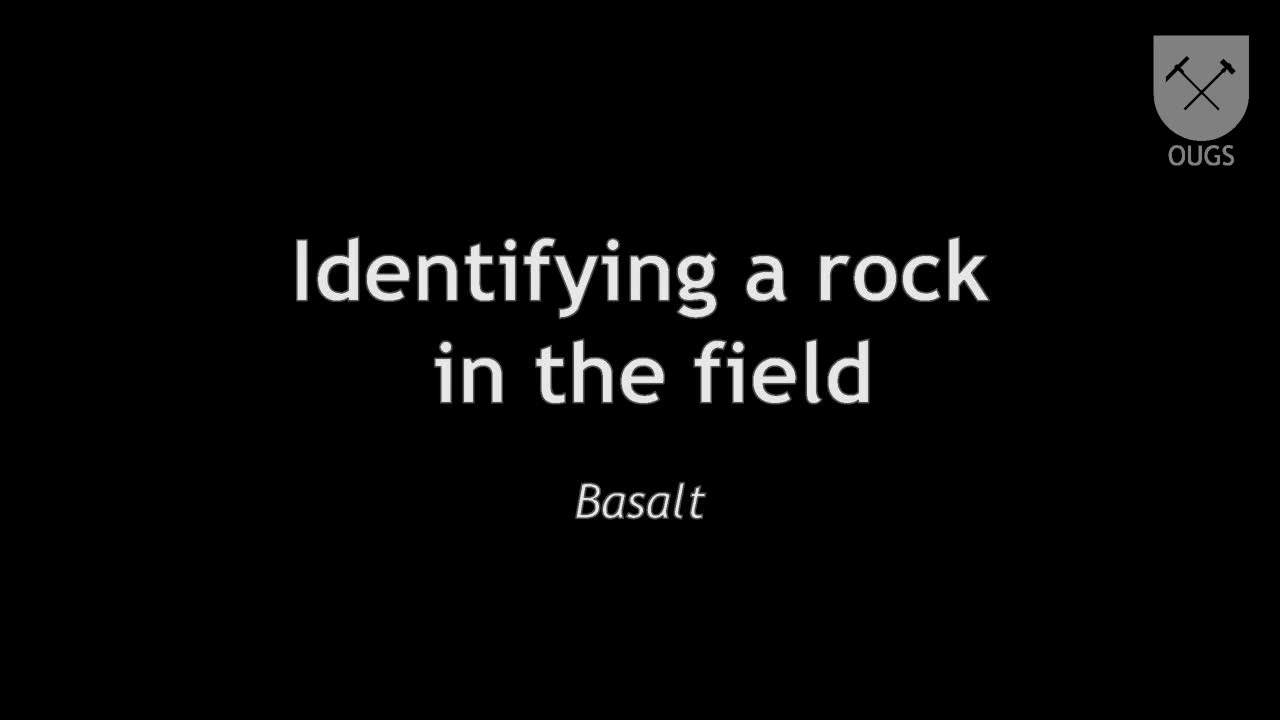 OUGS
Identifying a rock
in the field
Basalt